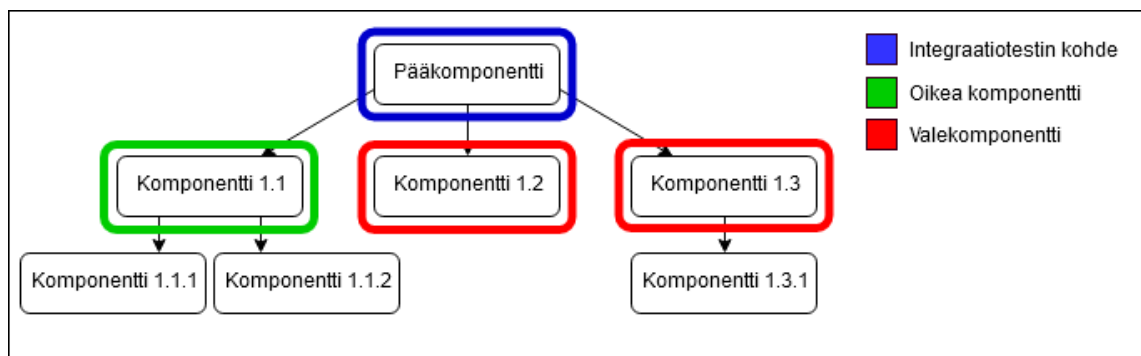 Pääkomponentti
Integraatiotestin kohde
Oikea komponentti
Valekomponentti
Komponentti 1.1
Komponentti 1.2
Komponentti 1.3
Komponentti 1.1.1
Komponentti 1.1.2
Komponentti 1.3.1